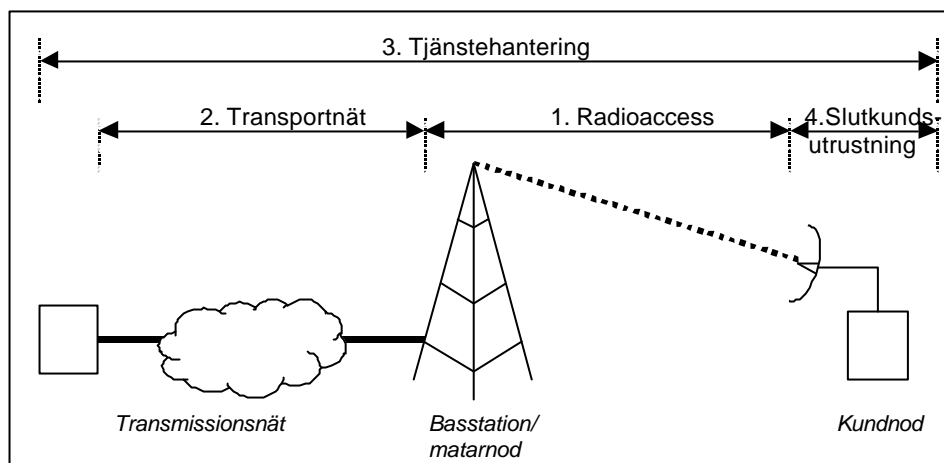 3. Tjänstehantering
2. Transportnät
1. Radioaccess
4.Slutkunds-
utrustning
Transmissionsnät
Basstation/
matarnod
Kundnod